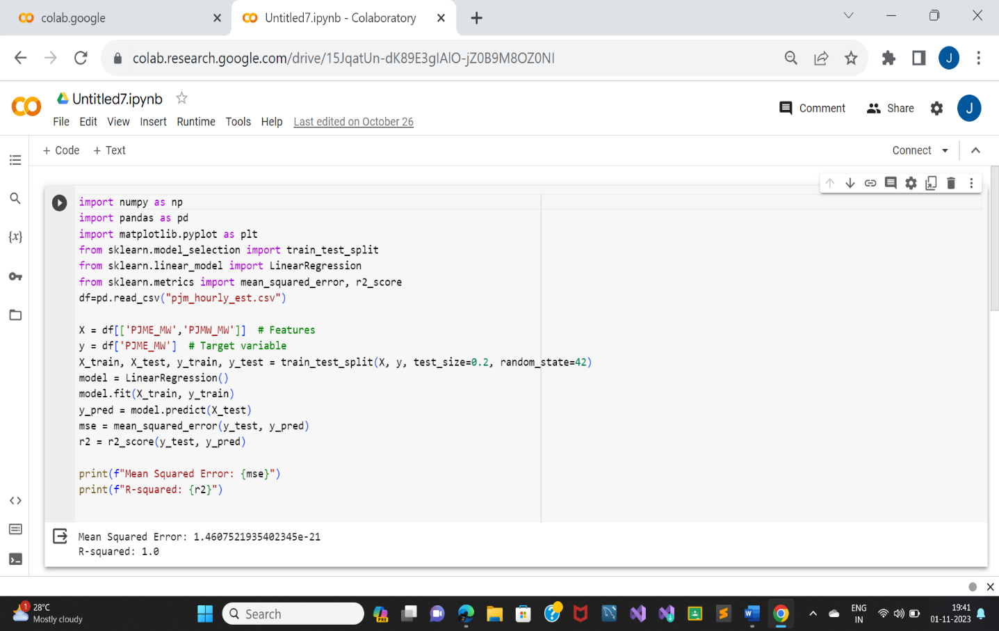 colab.google
Untitled7.ipynb - Colaboratory
colab.research.google.com/drive/15JqatUn-dK89E3glAlO-jZ0B9M8OZ0NI
J
Untitled7.ipynb
File Edit View Insert Runtime Tools Help Last edited on October 26
Comment Share J
+ Code + Text
Connect
{x}
import numpy as np
import pandas as pd
import matplotlib.pyplot as plt
from sklearn.model_selection import train_test_split
from sklearn.linear_model import LinearRegression
from sklearn.metrics import mean_squared_error, r2_score
df=pd.read_csv("pjm_hourly_est.csv")
X = df[['PJME_MW','PJMW_MW']]  # Features
y = df['PJME_MW']  # Target variable
X_train, X_test, y_train, y_test = train_test_split(X, y, test_size=0.2, random_state=42)
model = LinearRegression()
model.fit(X_train, y_train)
y_pred = model.predict(X_test)
mse = mean_squared_error(y_test, y_pred)
r2 = r2_score(y_test, y_pred)
print(f"Mean Squared Error: {mse}")
print(f"R-squared: {r2}")
Mean Squared Error: 1.4607521935402345e-21
R-squared: 1.0
1
28°C
Mostly cloudy
Search
PRE
ENG
IN
19:41
01-11-2023